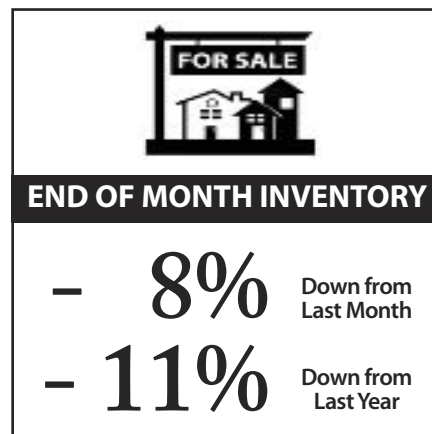 FOR SALE
END OF MONTH INVENTORY
- 8% Down from
Last Month
- 11% Down from
Last Year